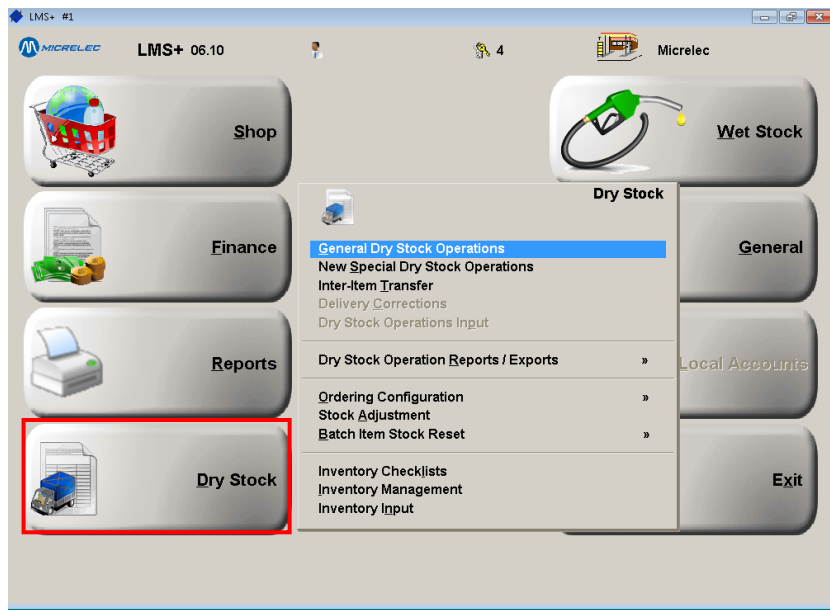 LMS+ #1
MICRELEC LMS+ 06.10 4 Micrelec
Shop
Wet Stock
Finance
General
Reports
Local Accounts
Dry Stock
Exit
Dry Stock
General Dry Stock Operations
New Special Dry Stock Operations
Inter-Item Transfer
Delivery Corrections
Dry Stock Operations Input
Dry Stock Operation Reports / Exports »
Ordering Configuration »
Stock Adjustment
Batch Item Stock Reset »
Inventory Checklists
Inventory Management
Inventory Input